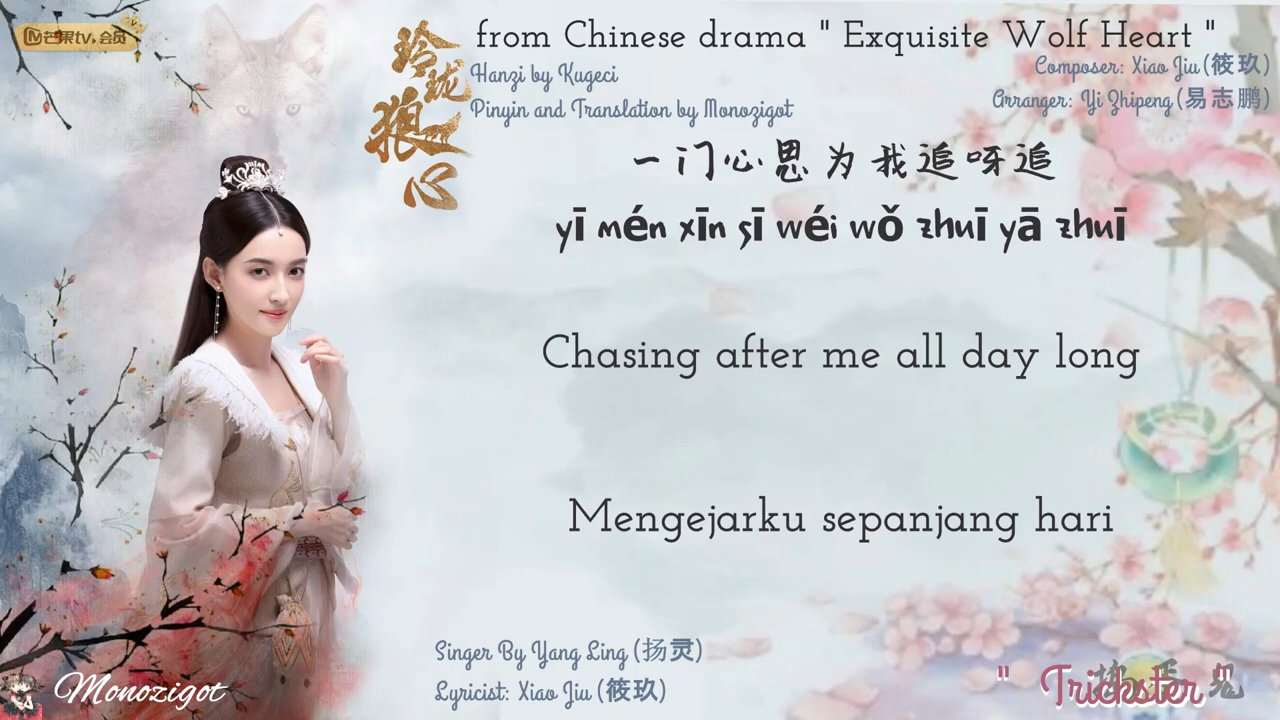 芒果tv.会员
玲珑狼心
from Chinese drama " Exquisite Wolf Heart "
Hanzi by Kugeci
Pinyin and Translation by Monozigot
Composer: Xiao Jiu (筱玖)
Arranger: Yi Zhipeng (易志鹏)
一门心思为我追呀追
yī mén xīn sī wéi wǒ zhuī yā zhuī
Chasing after me all day long
Mengejarku sepanjang hari
Singer By Yang Ling (扬灵)
Lyricist: Xiao Jiu (筱玖)
Monozigot
" Trickster "